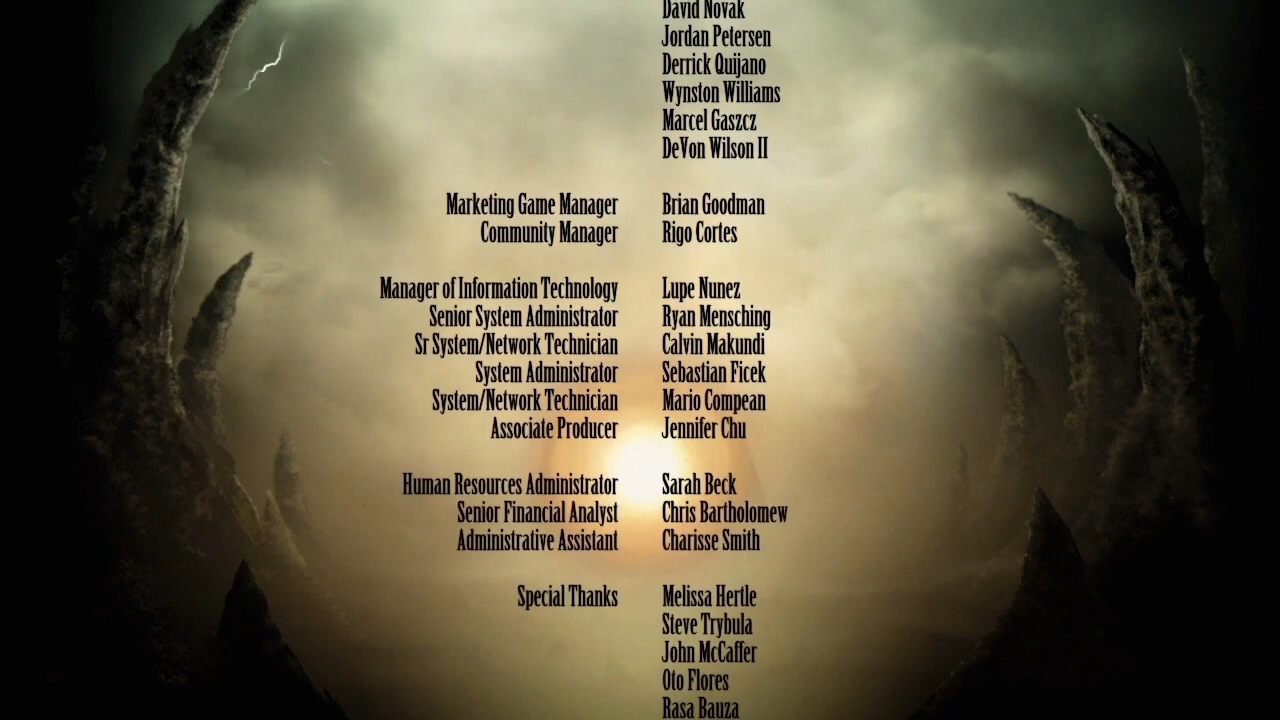 David Novak
Jordan Petersen
Derrick Quijano
Wynston Williams
Marcel Gaszcz
DeVon Wilson II
Marketing Game Manager Brian Goodman
Community Manager Rigo Cortes
Manager of Information Technology Lupe Nunez
Senior System Administrator Ryan Mensching
Sr System/Network Technician Calvin Makundi
System Administrator Sebastian Ficek
System/Network Technician Mario Compean
Associate Producer Jennifer Chu
Human Resources Administrator Sarah Beck
Senior Financial Analyst Chris Bartholomew
Administrative Assistant Charisse Smith
Special Thanks Melissa Hertle
Steve Trybula
John McCaffer
Oto Flores
Rasa Bauza